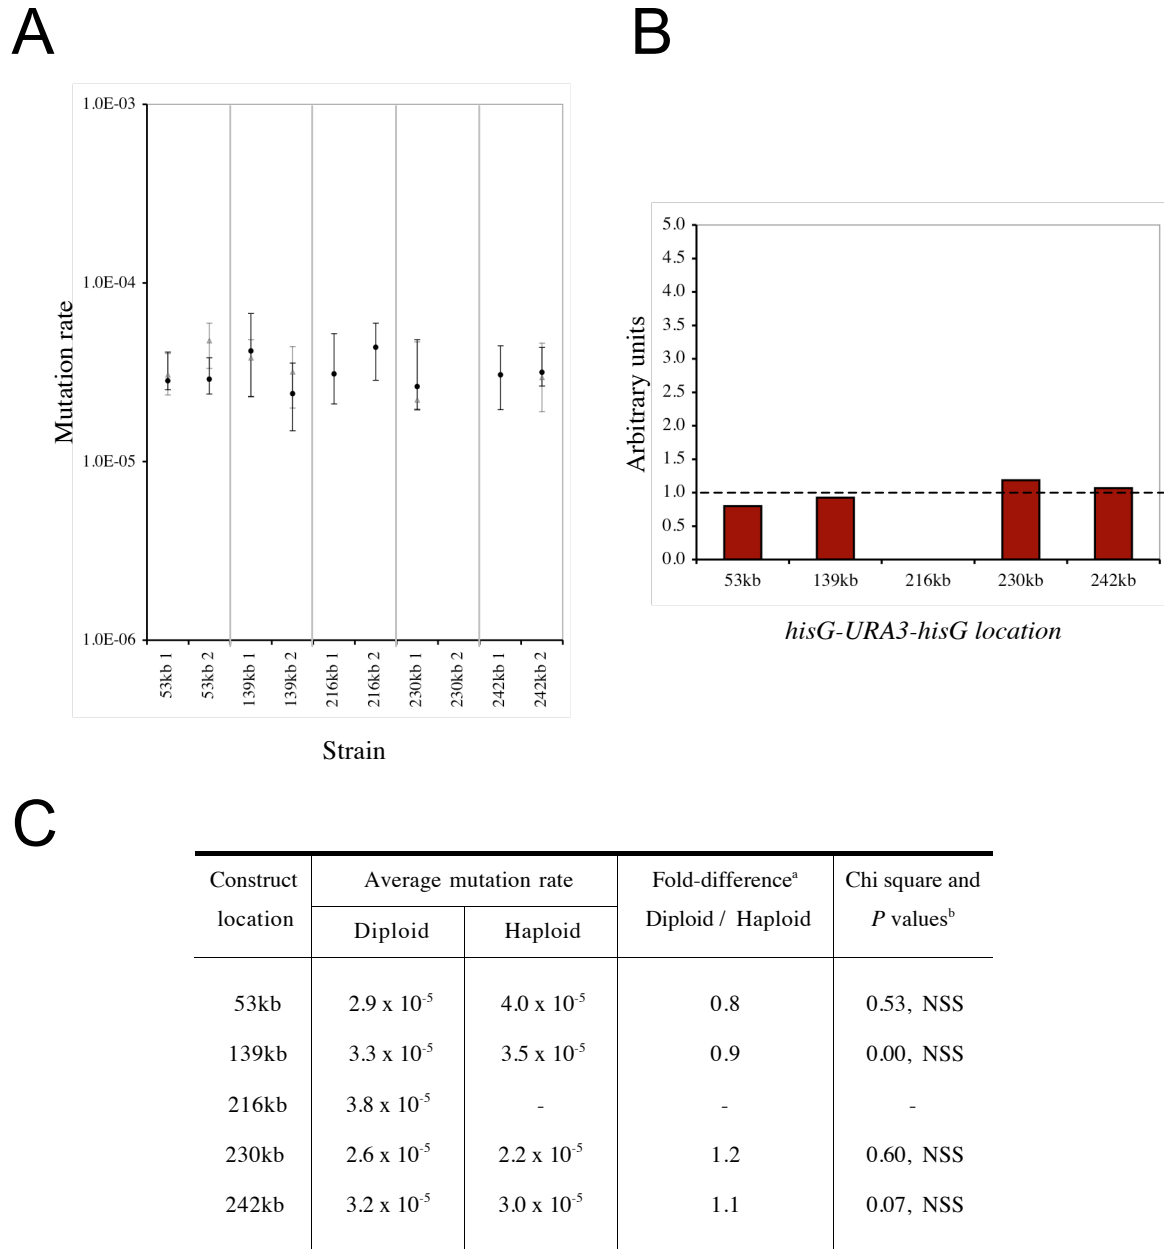 A
B
1.0E-03
1.0E-04
1.0E-05
1.0E-06
Mutation rate
53kb 1
53kb 2
139kb 1
139kb 2
216kb 1
216kb 2
230kb 1
230kb 2
242kb 1
242kb 2
Strain
5.0
4.5
4.0
3.5
3.0
2.5
2.0
1.5
1.0
0.5
0.0
Arbitrary units
53kb 139kb 216kb 230kb 242kb
hisG-URA3-hisG location
C
Construct location Average mutation rate Fold-differenceᵃ Diploid / Haploid Chi square and P valuesᵇ
Diploid Haploid
53kb 2.9 x 10⁻⁵ 4.0 x 10⁻⁵ 0.8 0.53, NSS
139kb 3.3 x 10⁻⁵ 3.5 x 10⁻⁵ 0.9 0.00, NSS
216kb 3.8 x 10⁻⁵ - - -
230kb 2.6 x 10⁻⁵ 2.2 x 10⁻⁵ 1.2 0.60, NSS
242kb 3.2 x 10⁻⁵ 3.0 x 10⁻⁵ 1.1 0.07, NSS